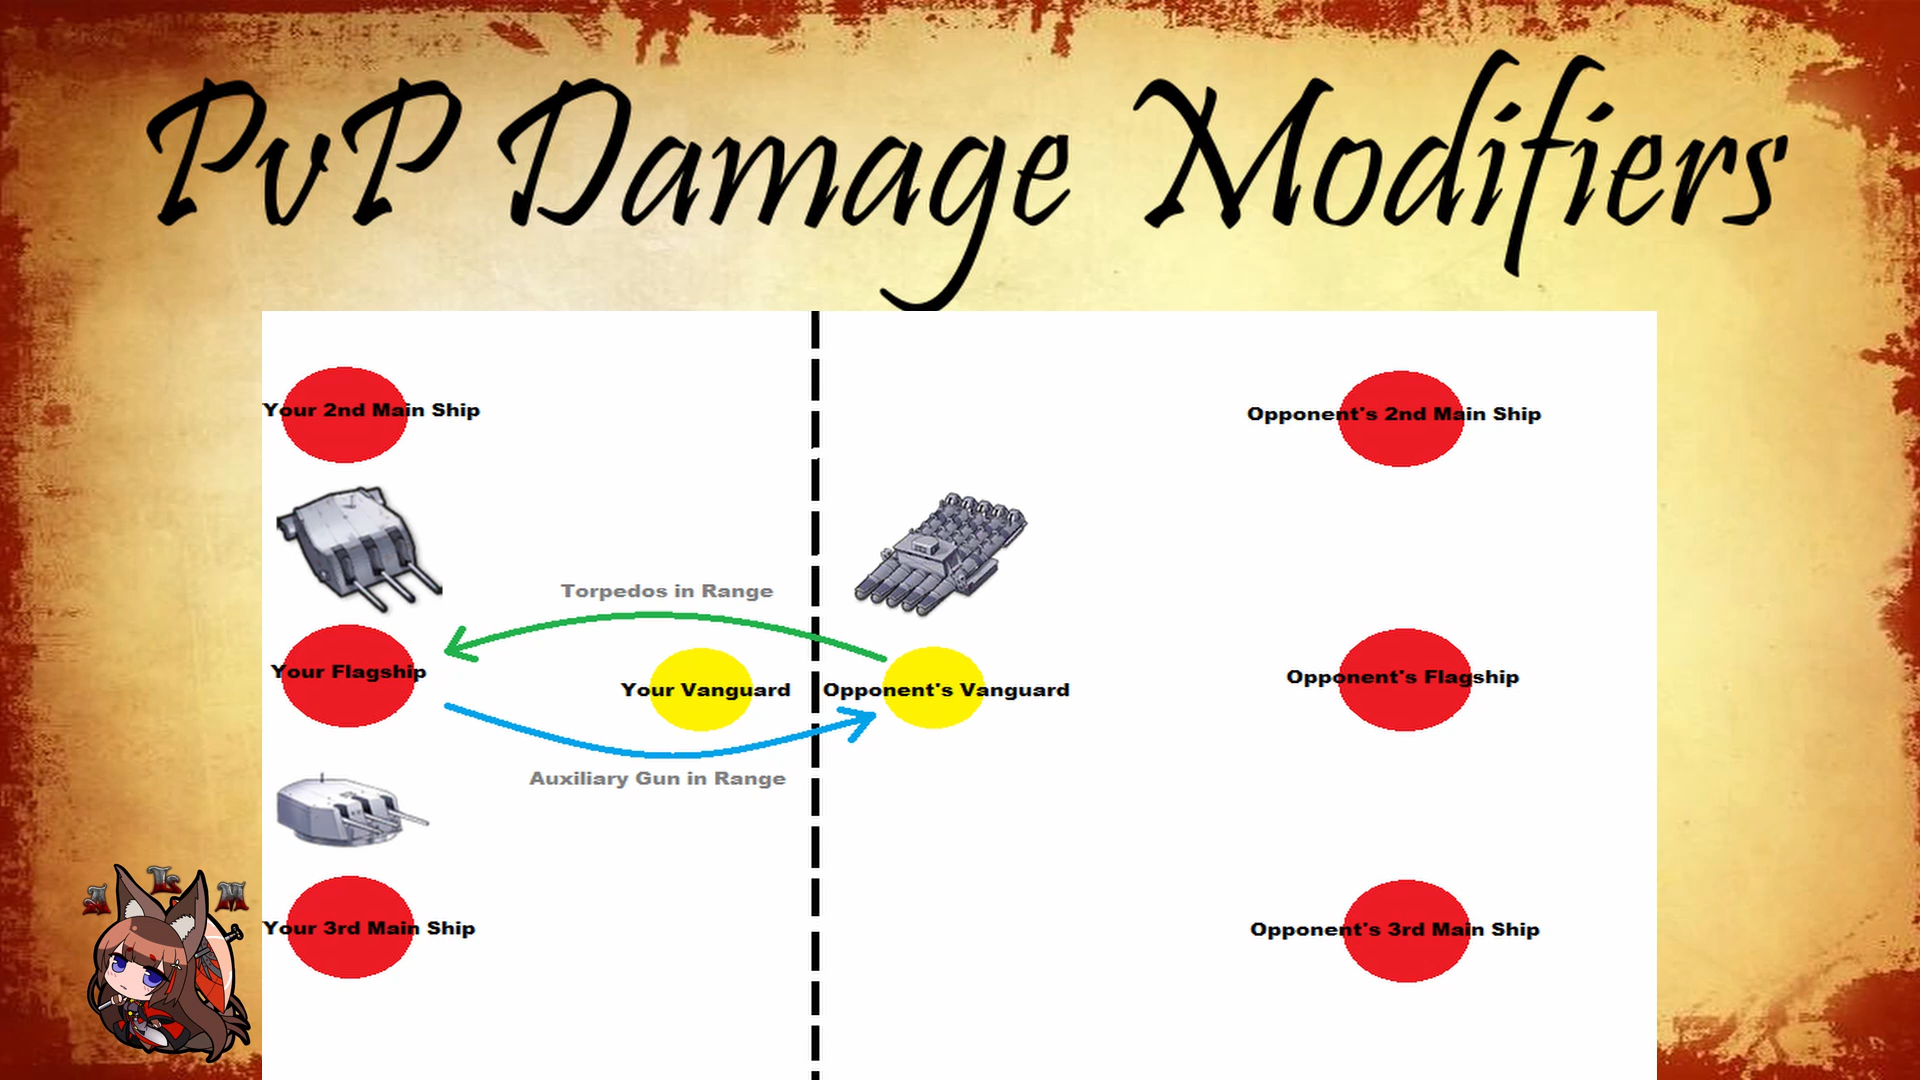 PvP Damage Modifiers
Your 2nd Main Ship
Opponent's 2nd Main Ship
Torpedos in Range
Your Flagship
Your Vanguard
Opponent's Vanguard
Opponent's Flagship
Auxiliary Gun in Range
Your 3rd Main Ship
Opponent's 3rd Main Ship